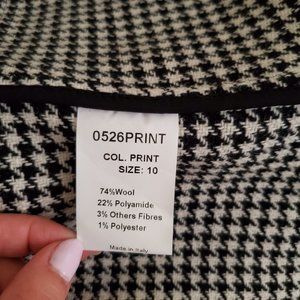 0526PRINT
COL. PRINT
SIZE: 10
74%Wool
22% Polyamide
3% Others Fibres
1% Polyester
Made in Italy